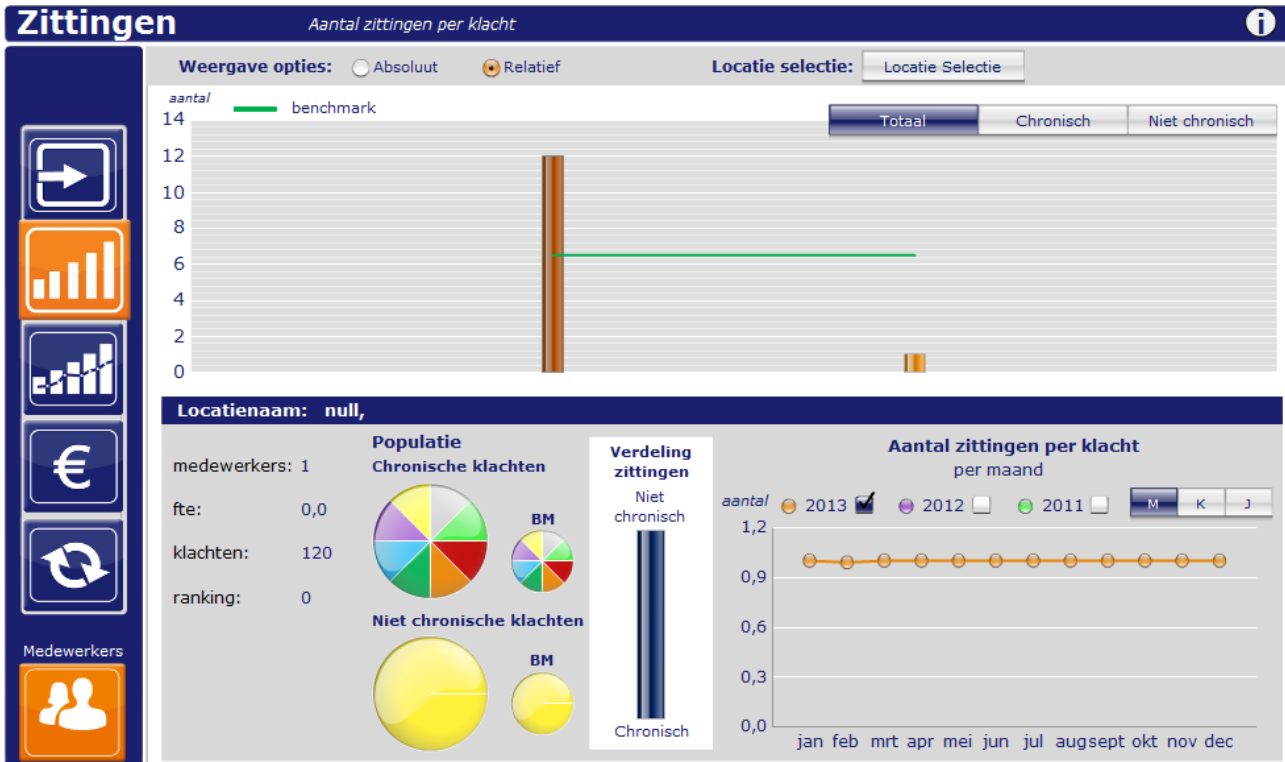 Zittingen Aantal zittingen per klacht i
Weergave opties: Absoluut Relatief Locatie selectie: Locatie Selectie
aantal
benchmark
Totaal Chronisch Niet chronisch
14
12
10
8
6
4
2
0
Locatienaam: null,
medewerkers: 1
fte: 0,0
klachten: 120
ranking: 0
Populatie
Chronische klachten
BM
Niet chronische klachten
BM
Verdeling
zittingen
Niet
chronisch
Chronisch
Aantal zittingen per klacht
per maand
aantal 2013 2012 2011 M K J
1,2
0,9
0,6
0,3
0,0
jan feb mrt apr mei jun jul aug sept okt nov dec
€
Medewerkers